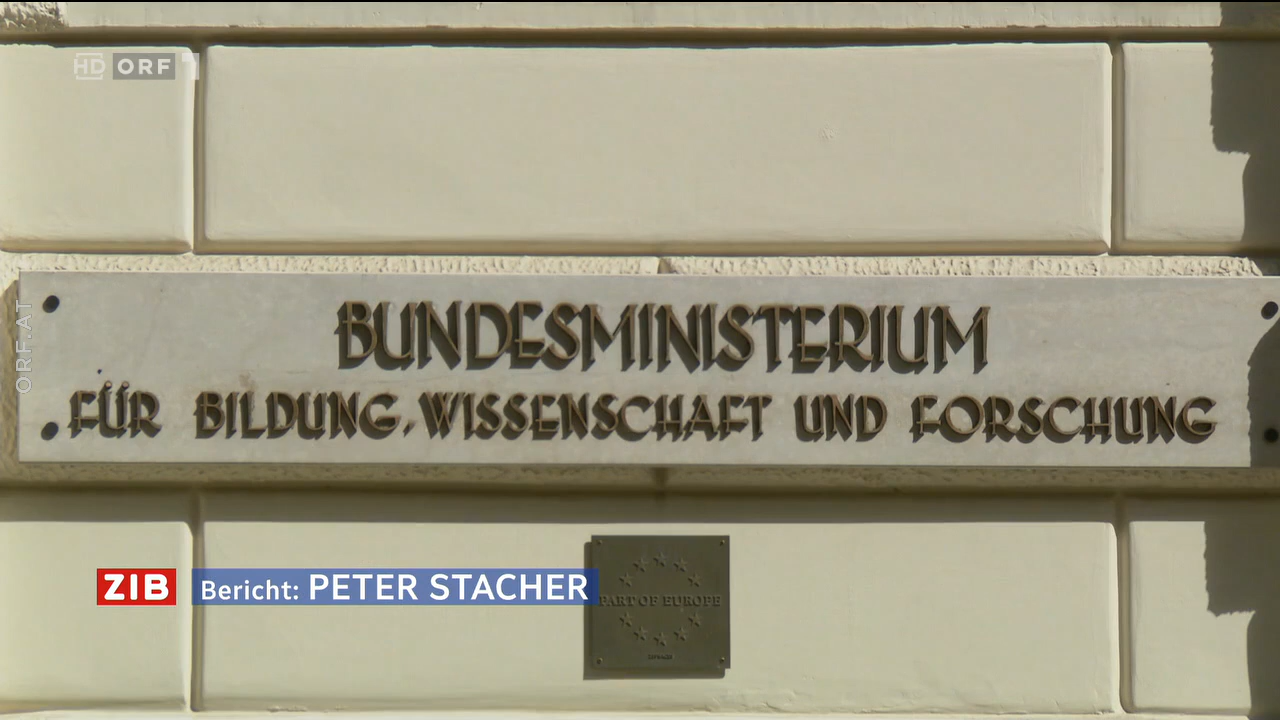 HD ORF 1
ORF.AT
BUNDESMINISTERIUM
FÜR BILDUNG, WISSENSCHAFT UND FORSCHUNG
PART OF EUROPE
ZIB Bericht: PETER STACHER